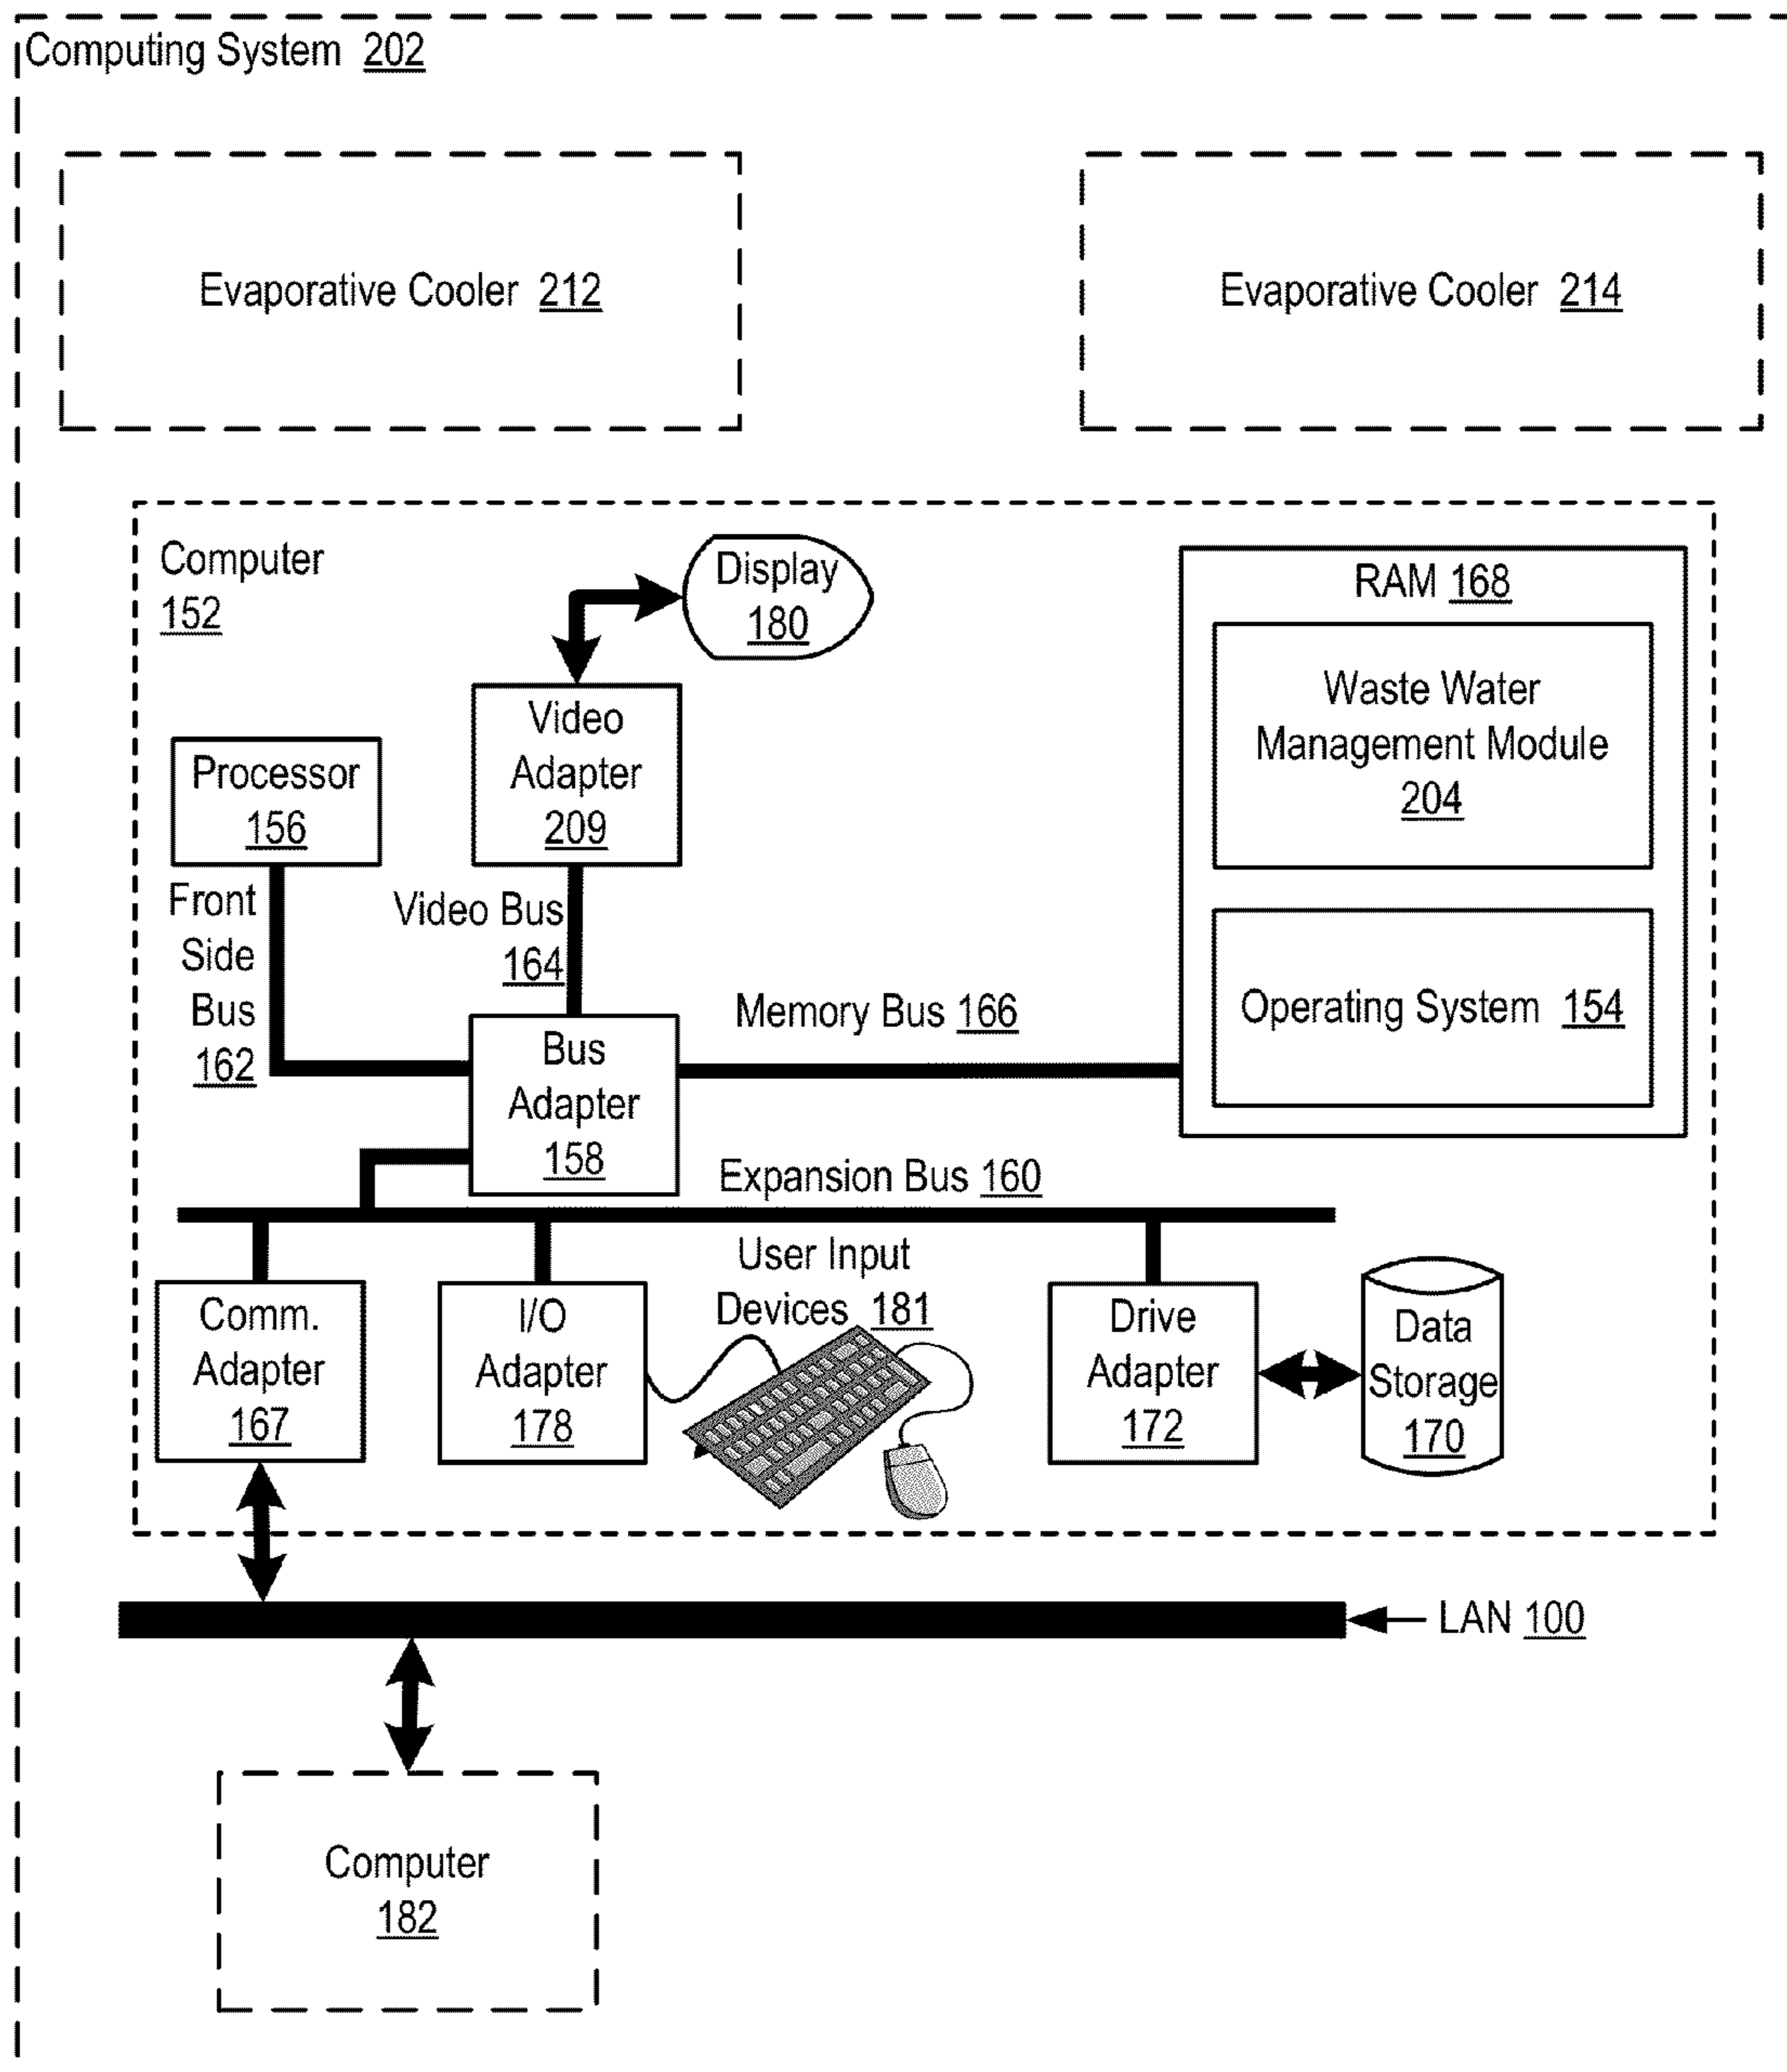 Computing System 202
Evaporative Cooler 212
Evaporative Cooler 214
Computer
152
Display
180
RAM 168
Waste Water
Management Module
204
Operating System 154
Video
Adapter
209
Processor
156
Front
Side
Bus
162
Video Bus
164
Memory Bus 166
Bus
Adapter
158
Expansion Bus 160
Comm.
Adapter
167
I/O
Adapter
178
User Input
Devices 181
Drive
Adapter
172
Data
Storage
170
LAN 100
Computer
182